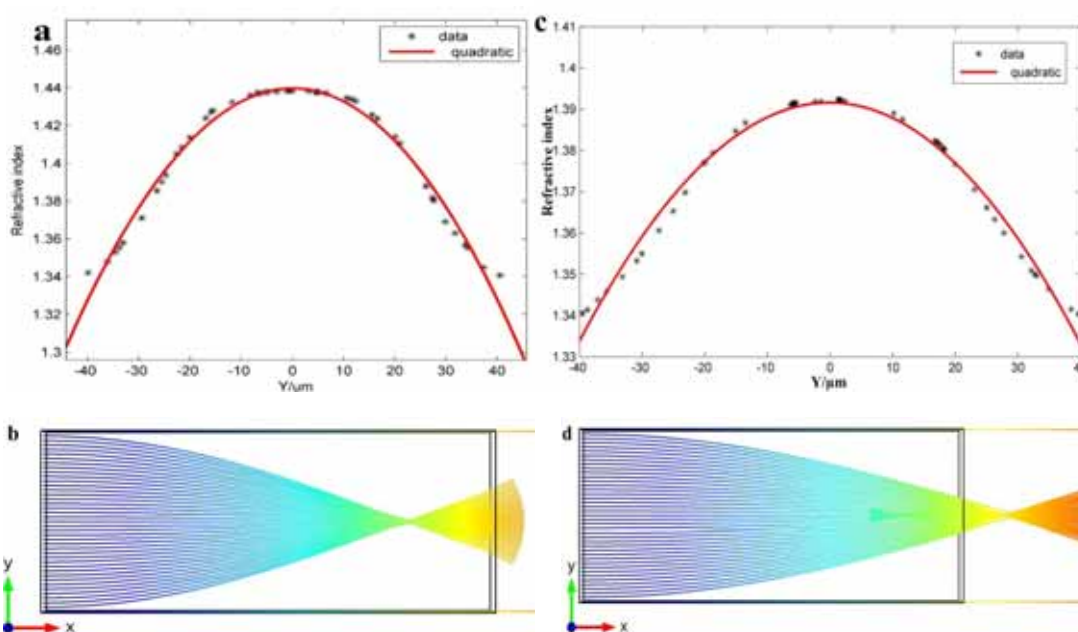 a
data
quadratic
1.46
1.44
1.42
1.4
1.38
1.36
1.34
1.32
1.3
Refractive index
-40 -30 -20 -10 0 10 20 30 40
Y/um
c
data
quadratic
1.41
1.4
1.39
1.38
1.37
1.36
1.35
1.34
1.33
Refractive index
-40 -30 -20 -10 0 10 20 30 40
Y/μm
b
y
x
d
y
x